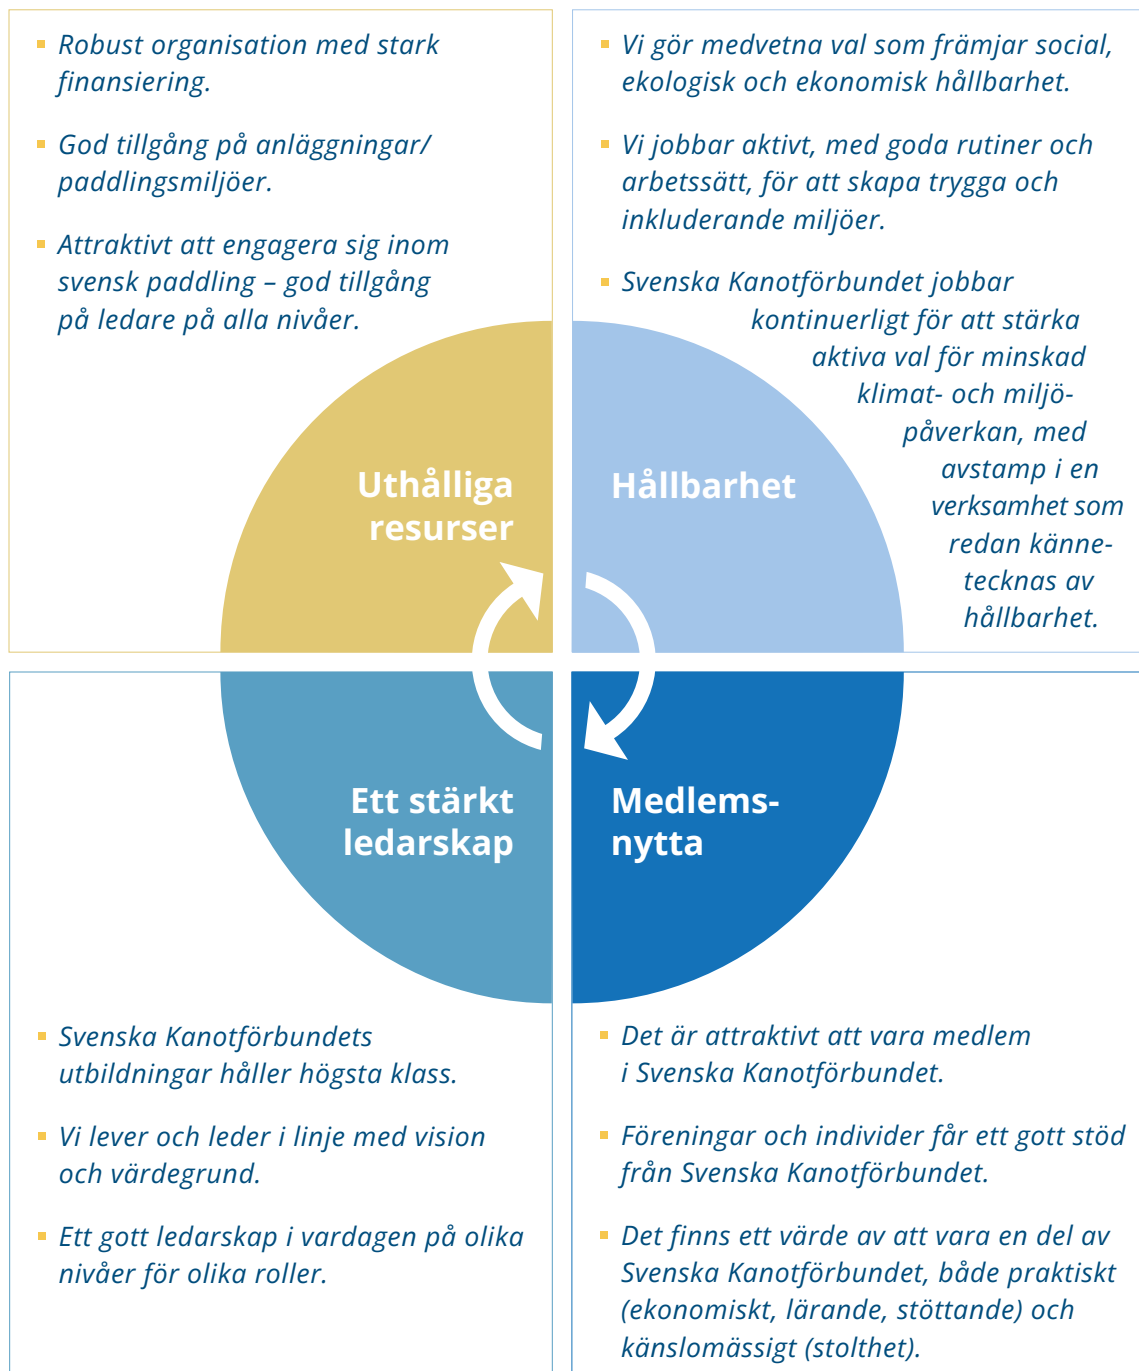 Robust organisation med stark
finansiering.
God tillgång på anläggningar/
paddlingsmiljöer.
Attraktivt att engagera sig inom
svensk paddling – god tillgång
på ledare på alla nivåer.
Uthålliga
resurser
Vi gör medvetna val som främjar social,
ekologisk och ekonomisk hållbarhet.
Vi jobbar aktivt, med goda rutiner och
arbetssätt, för att skapa trygga och
inkluderande miljöer.
Svenska Kanotförbundet jobbar
kontinuerligt för att stärka
aktiva val för minskad
klimat- och miljö-
påverkan, med
avstamp i en
verksamhet som
redan känne-
tecknas av
hållbarhet.
Hållbarhet
Ett stärkt
ledarskap
Svenska Kanotförbundets
utbildningar håller högsta klass.
Vi lever och leder i linje med vision
och värdegrund.
Ett gott ledarskap i vardagen på olika
nivåer för olika roller.
Medlems-
nytta
Det är attraktivt att vara medlem
i Svenska Kanotförbundet.
Föreningar och individer får ett gott stöd
från Svenska Kanotförbundet.
Det finns ett värde av att vara en del av
Svenska Kanotförbundet, både praktiskt
(ekonomiskt, lärande, stöttande) och
känslomässigt (stolthet).